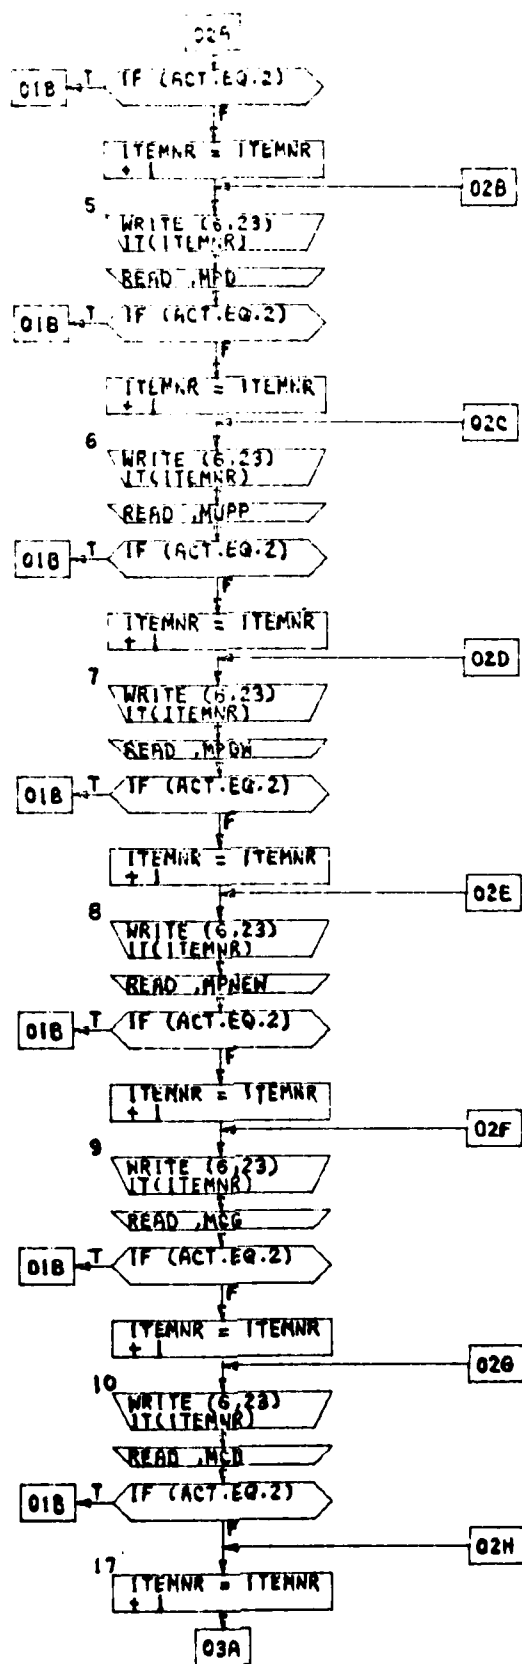 02A
01B T IF (ACT.EQ.2)
F
ITEMNR = ITEMNR
+ 1
02B
5
WRITE (6,23)
IT(ITEMNR)
READ ,MPD
01B T IF (ACT.EQ.2)
F
ITEMNR = ITEMNR
+ 1
02C
6
WRITE (6,23)
IT(ITEMNR)
READ ,MUPP
01B T IF (ACT.EQ.2)
F
ITEMNR = ITEMNR
+ 1
02D
7
WRITE (6,23)
IT(ITEMNR)
READ ,MPOW
01B T IF (ACT.EQ.2)
F
ITEMNR = ITEMNR
+ 1
02E
8
WRITE (6,23)
IT(ITEMNR)
READ ,MPNEW
01B T IF (ACT.EQ.2)
F
ITEMNR = ITEMNR
+ 1
02F
9
WRITE (6,23)
IT(ITEMNR)
READ ,MCG
01B T IF (ACT.EQ.2)
F
ITEMNR = ITEMNR
+ 1
02G
10
WRITE (6,23)
IT(ITEMNR)
READ ,MCD
01B T IF (ACT.EQ.2)
F
02H
17
ITEMNR = ITEMNR
+ 1
03A